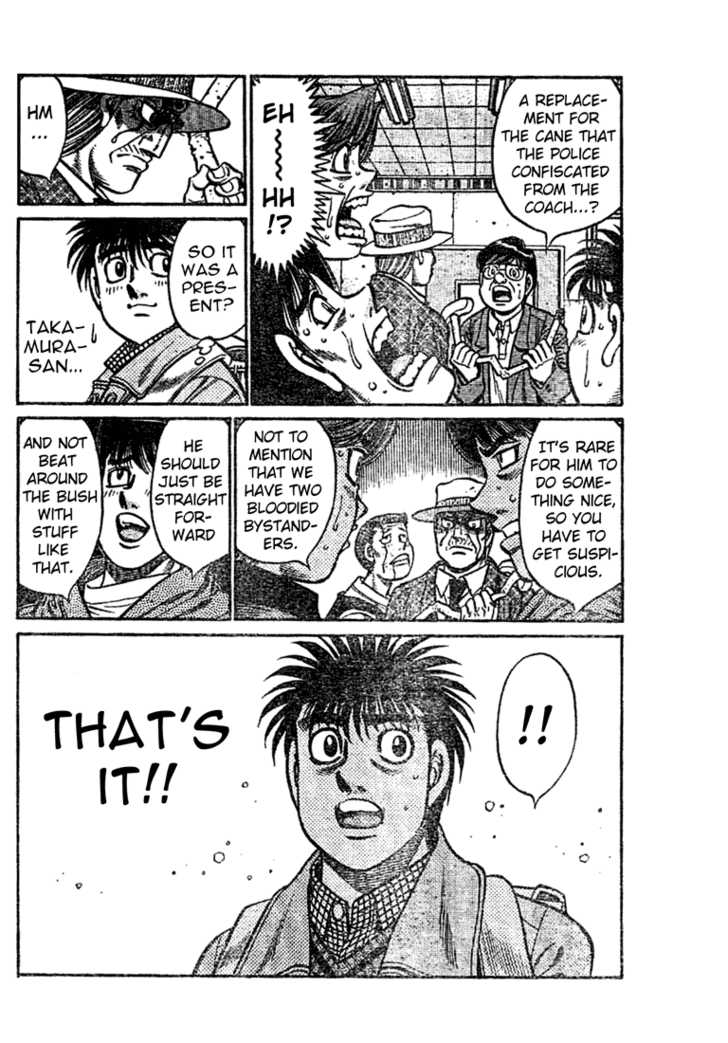 A REPLACE-
MENT FOR
THE CANE THAT
THE POLICE
CONFISCATED
FROM THE
COACH...?
EH
~
HH
!?
HM
...
SO IT
WAS A
PRES-
ENT?
TAKA-
MURA-
SAN...
IT'S RARE
FOR HIM TO
DO SOME-
THING NICE,
SO YOU
HAVE TO
GET SUSPI-
CIOUS.
NOT TO
MENTION
THAT WE
HAVE TWO
BLOODIED
BYSTAND-
ERS.
HE
SHOULD
JUST BE
STRAIGHT
FOR-
WARD
AND NOT
BEAT
AROUND
THE BUSH
WITH
STUFF
LIKE
THAT.
!!
THAT'S
IT!!